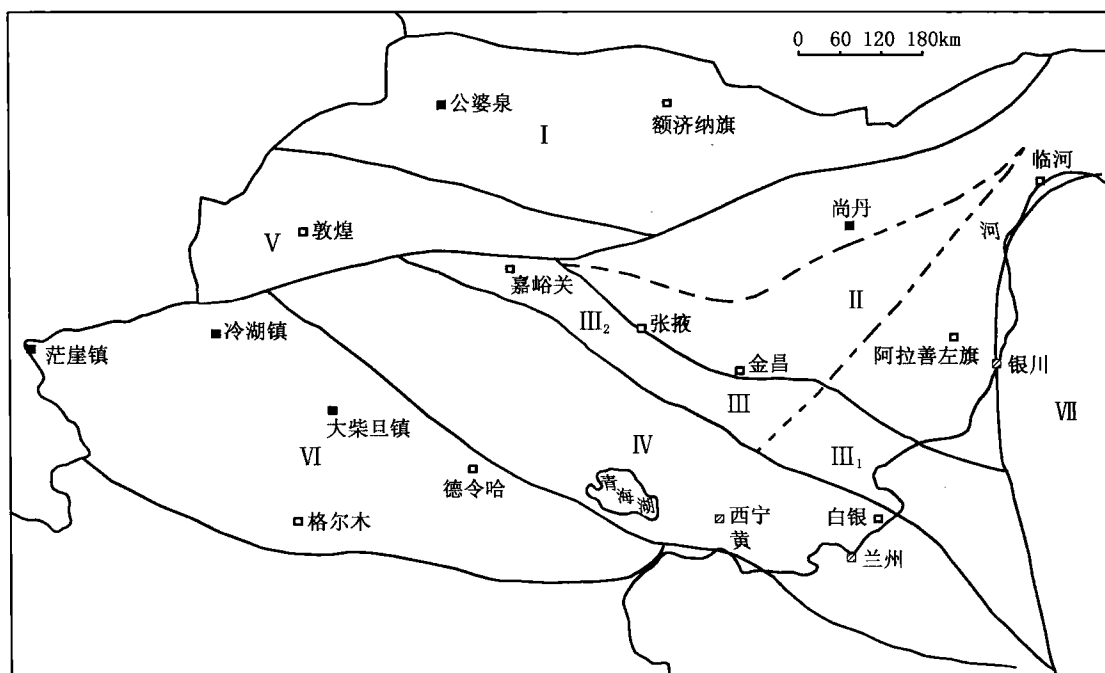 0 60 120 180km
公婆泉
额济纳旗
I
临河
尚丹
河
敦煌
V
嘉峪关
II
III₂
张掖
冷湖镇
茫崖镇
阿拉善左旗
银川
金昌
III
VII
大柴旦镇
VI
IV
III₁
德令哈
青海湖
格尔木
西宁
白银
黄
兰州